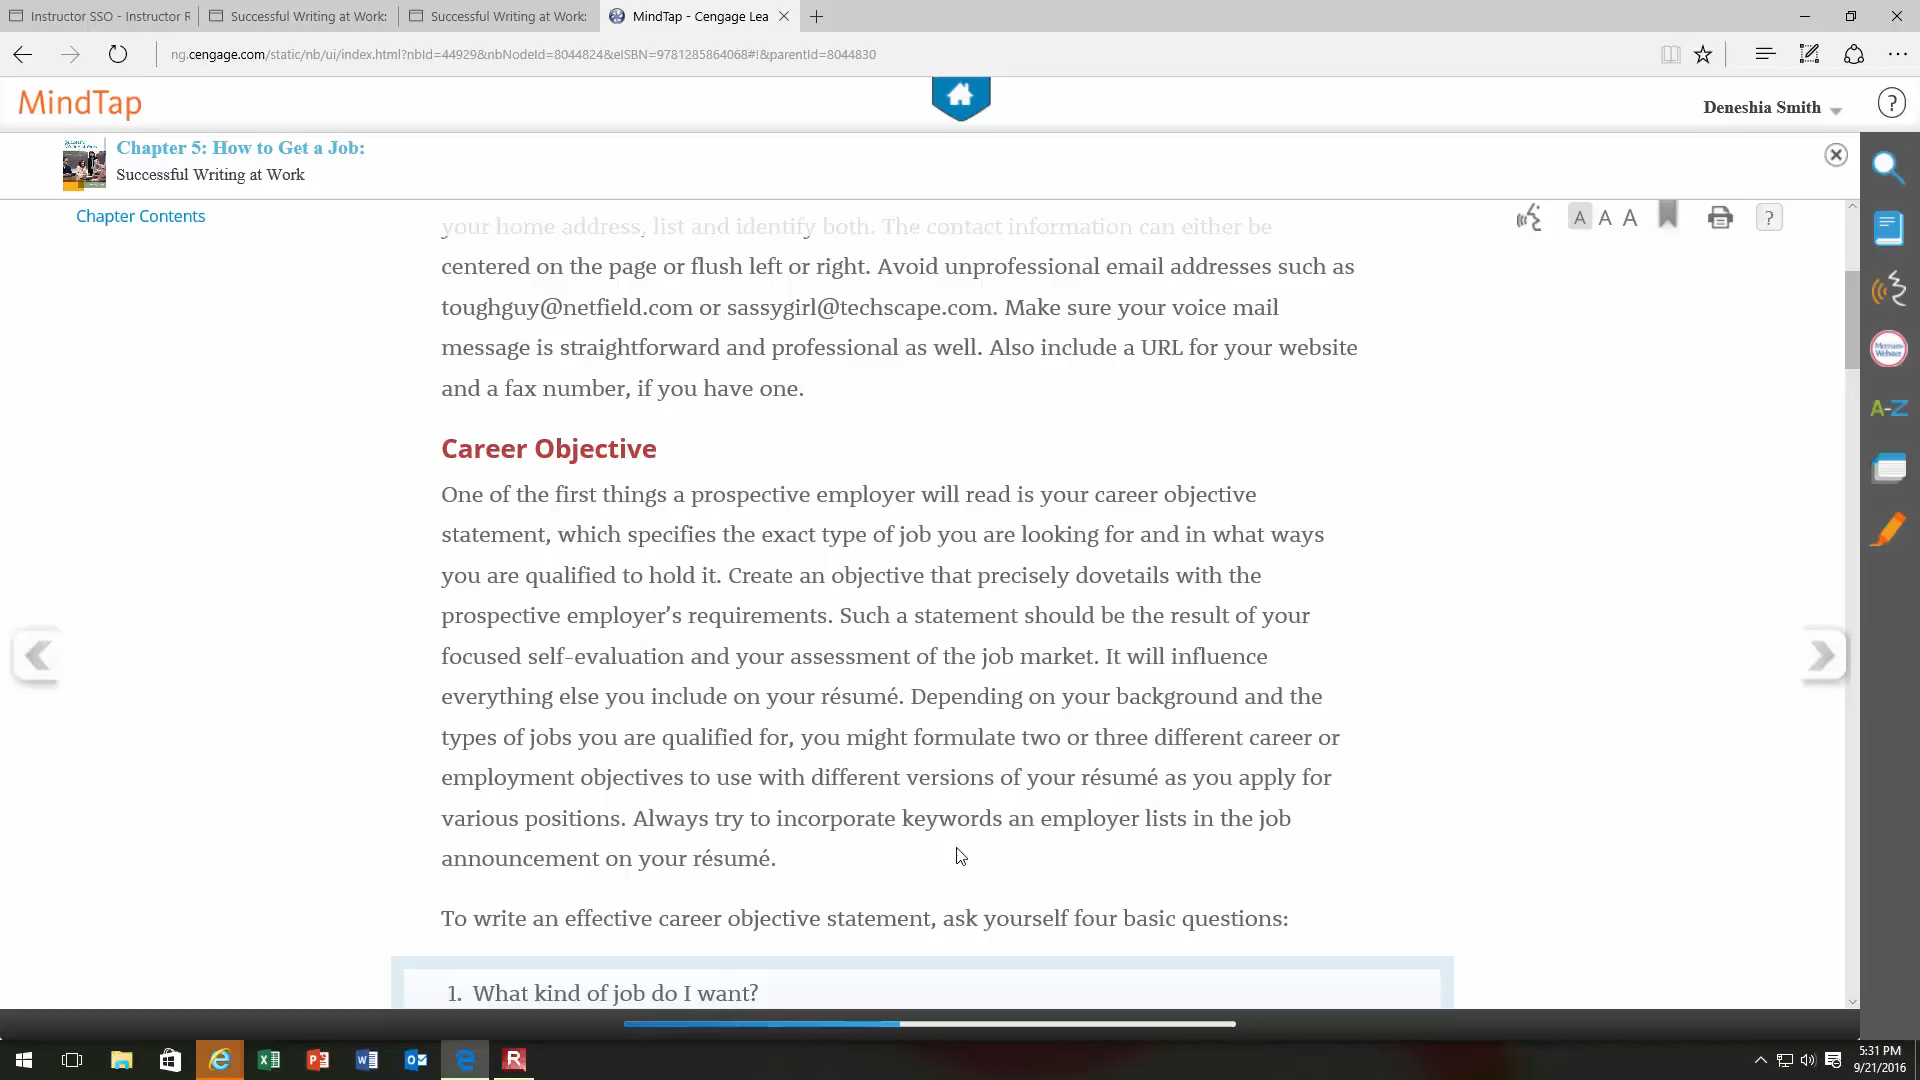 Instructor SSO - Instructor R
Successful Writing at Work:
Successful Writing at Work:
MindTap - Cengage Lea
ng.cengage.com/static/nb/ui/index.html?nbId=44929&nbNodeId=8044824&eISBN=9781285864068#!&parentId=8044830
MindTap
Deneshia Smith
?
Chapter 5: How to Get a Job:
Successful Writing at Work
Chapter Contents
A A A
?
your home address, list and identify both. The contact information can either be
centered on the page or flush left or right. Avoid unprofessional email addresses such as
toughguy@netfield.com or sassygirl@techscape.com. Make sure your voice mail
message is straightforward and professional as well. Also include a URL for your website
and a fax number, if you have one.
Career Objective
One of the first things a prospective employer will read is your career objective
statement, which specifies the exact type of job you are looking for and in what ways
you are qualified to hold it. Create an objective that precisely dovetails with the
prospective employer’s requirements. Such a statement should be the result of your
focused self-evaluation and your assessment of the job market. It will influence
everything else you include on your résumé. Depending on your background and the
types of jobs you are qualified for, you might formulate two or three different career or
employment objectives to use with different versions of your résumé as you apply for
various positions. Always try to incorporate keywords an employer lists in the job
announcement on your résumé.
To write an effective career objective statement, ask yourself four basic questions:
1. What kind of job do I want?
Merriam
Webster
A-Z
5:31 PM
9/21/2016